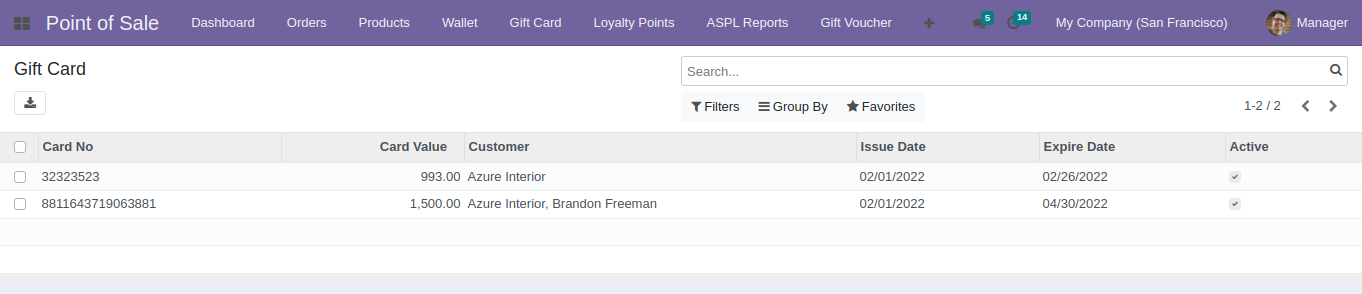 Point of Sale Dashboard Orders Products Wallet Gift Card Loyalty Points ASPL Reports Gift Voucher 5 14 My Company (San Francisco) Manager
Gift Card
Search...
Filters Group By Favorites 1-2 / 2
Card No Card Value Customer Issue Date Expire Date Active
32323523 993.00 Azure Interior 02/01/2022 02/26/2022
8811643719063881 1,500.00 Azure Interior, Brandon Freeman 02/01/2022 04/30/2022